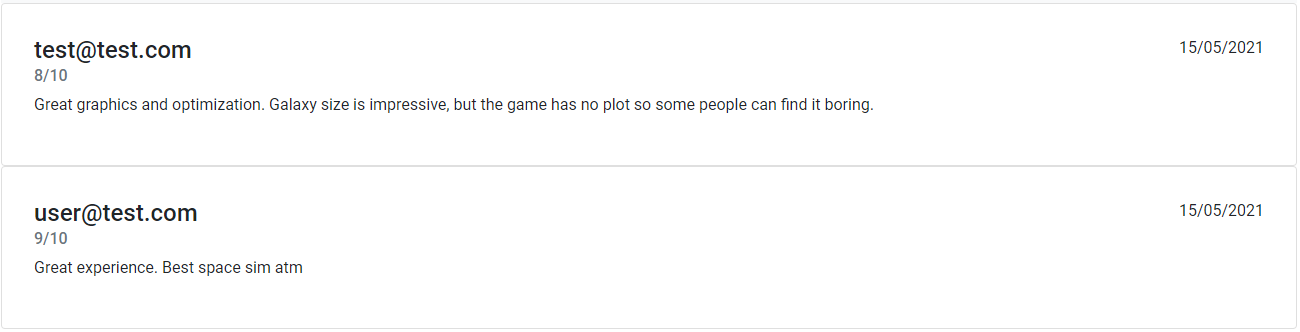 test@test.com
15/05/2021
8/10
Great graphics and optimization. Galaxy size is impressive, but the game has no plot so some people can find it boring.
user@test.com
15/05/2021
9/10
Great experience. Best space sim atm